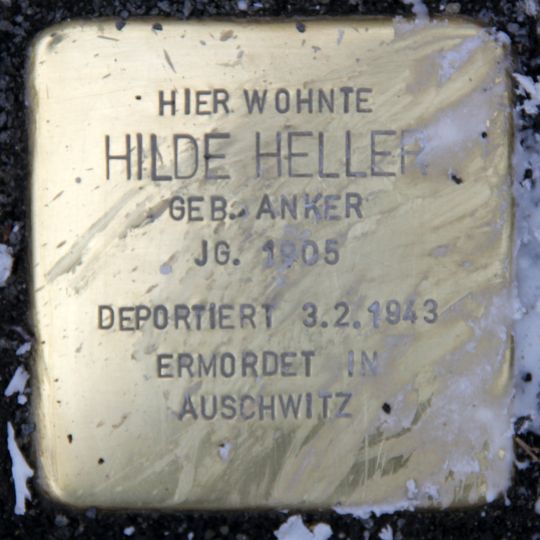 HIER WOHNTE
HILDE HELLER
GEB. ANKER
JG. 1905
DEPORTIERT 3.2.1943
ERMORDET IN
AUSCHWITZ